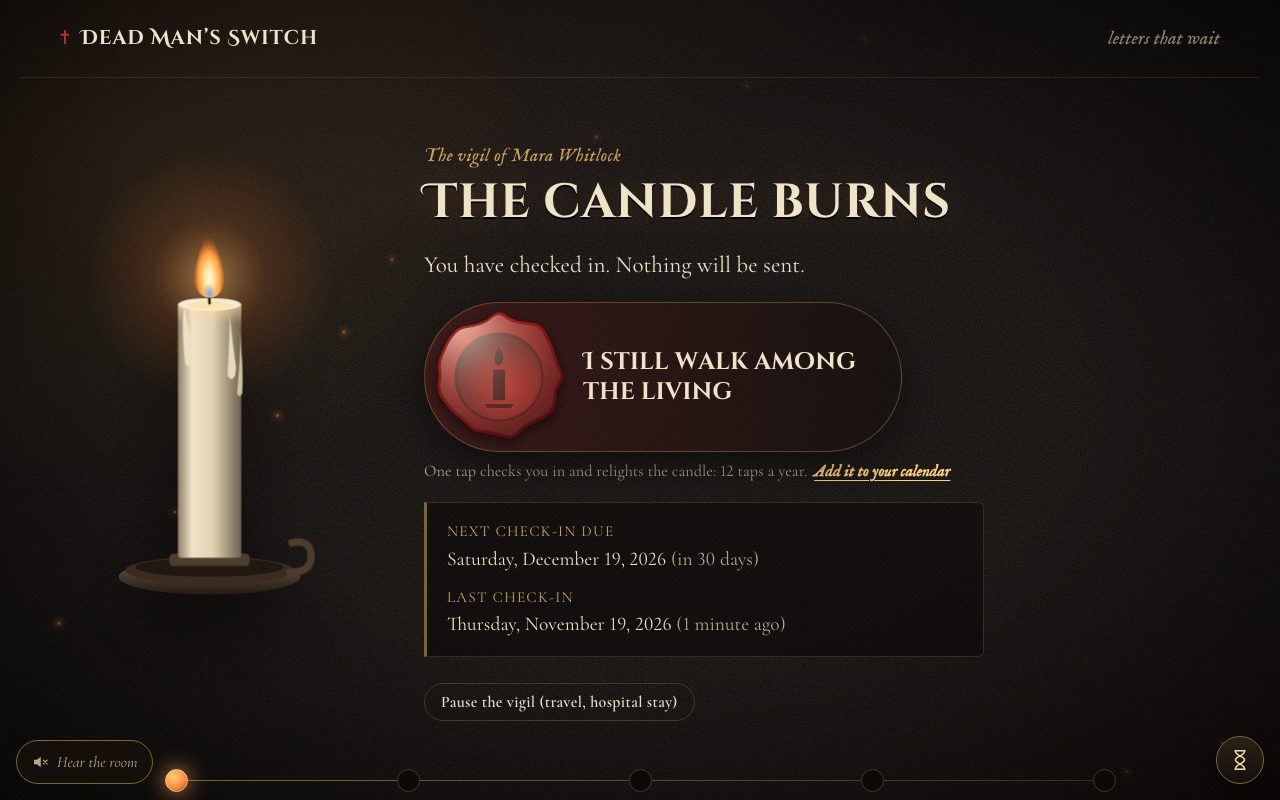 † Dead Man's Switch
letters that wait
The vigil of Mara Whitlock
The candle burns
You have checked in. Nothing will be sent.
I still walk among
the living
One tap checks you in and relights the candle: 12 taps a year. Add it to your calendar
NEXT CHECK-IN DUE
Saturday, December 19, 2026 (in 30 days)
LAST CHECK-IN
Thursday, November 19, 2026 (1 minute ago)
Pause the vigil (travel, hospital stay)
Hear the room